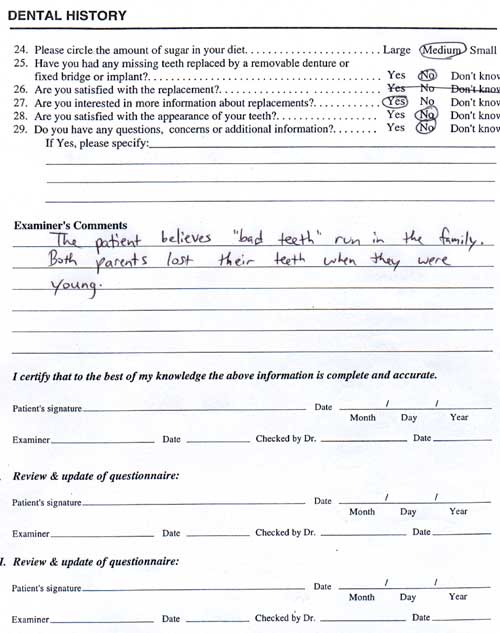 DENTAL HISTORY
24. Please circle the amount of sugar in your diet. . . . . . . . . . . . . . . . . . . . . . . . Large Medium Small
25. Have you had any missing teeth replaced by a removable denture or
fixed bridge or implant?. . . . . . . . . . . . . . . . . . . . . . . . . . . . . . . . . . . . . . . . . Yes No Don't know
26. Are you satisfied with the replacement?. . . . . . . . . . . . . . . . . . . . . . . . . . . . Yes No Don't know
27. Are you interested in more information about replacements?. . . . . . . . . . . . Yes No Don't know
28. Are you satisfied with the appearance of your teeth?. . . . . . . . . . . . . . . . . . Yes No Don't know
29. Do you have any questions, concerns or additional information?. . . . . . . . Yes No Don't know
If Yes, please specify:
Examiner's Comments
The patient believes "bad teeth" run in the family.
Both parents lost their teeth when they were
young.
I certify that to the best of my knowledge the above information is complete and accurate.
Patient's signature Date / /
Month Day Year
Examiner Date Checked by Dr. Date
. Review & update of questionnaire:
Patient's signature Date / /
Month Day Year
Examiner Date Checked by Dr. Date
I. Review & update of questionnaire:
Patient's signature Date / /
Month Day Year
Examiner Date Checked by Dr. Date